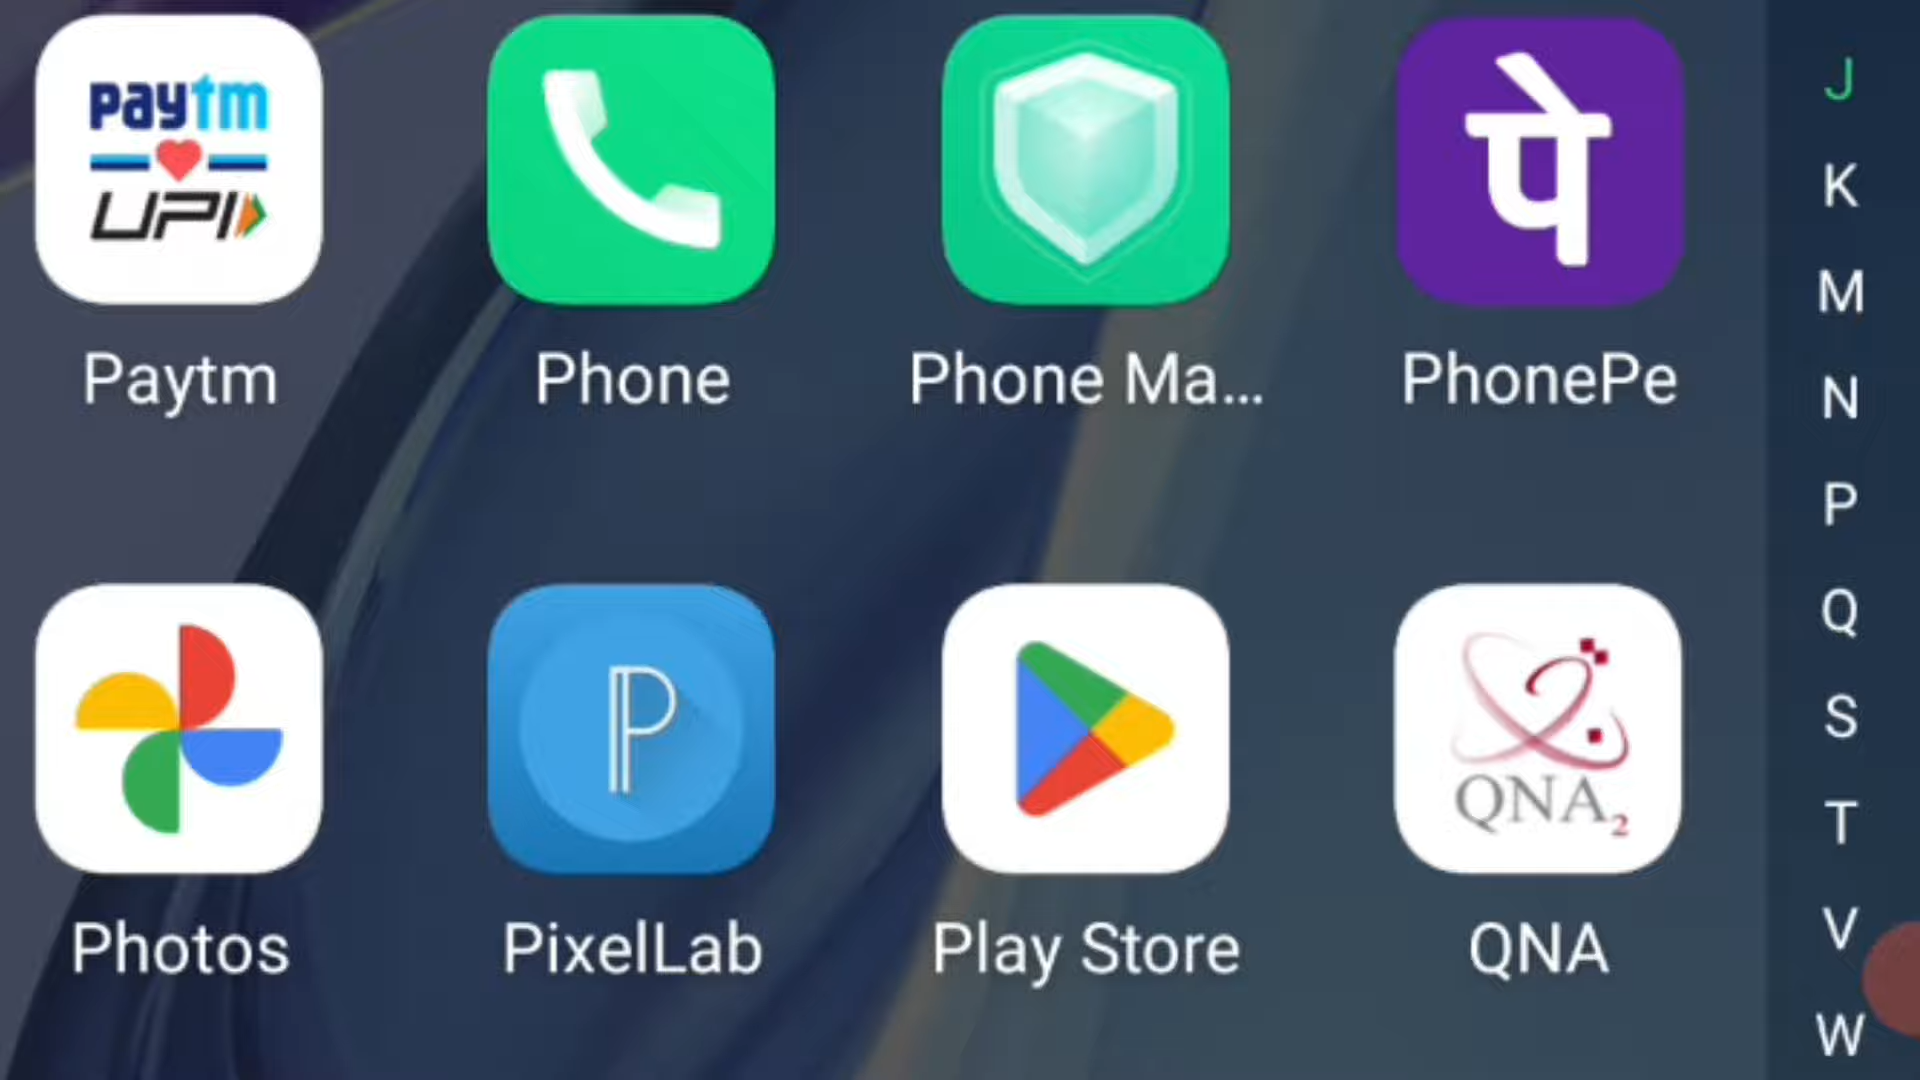 paytm
UPI
पे
J
K
Paytm
Phone
Phone Ma...
PhonePe
M
N
P
P
QNA2
Q
S
T
Photos
PixelLab
Play Store
QNA
V
W